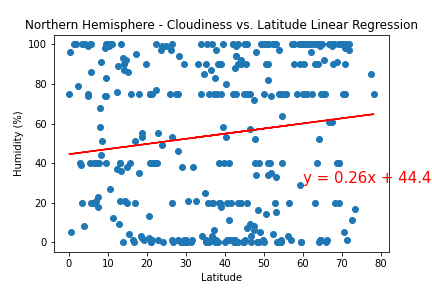 Northern Hemisphere - Cloudiness vs. Latitude Linear Regression
100
80
60
40
20
0
Humidity (%)
y = 0.26x + 44.4
0 10 20 30 40 50 60 70 80
Latitude